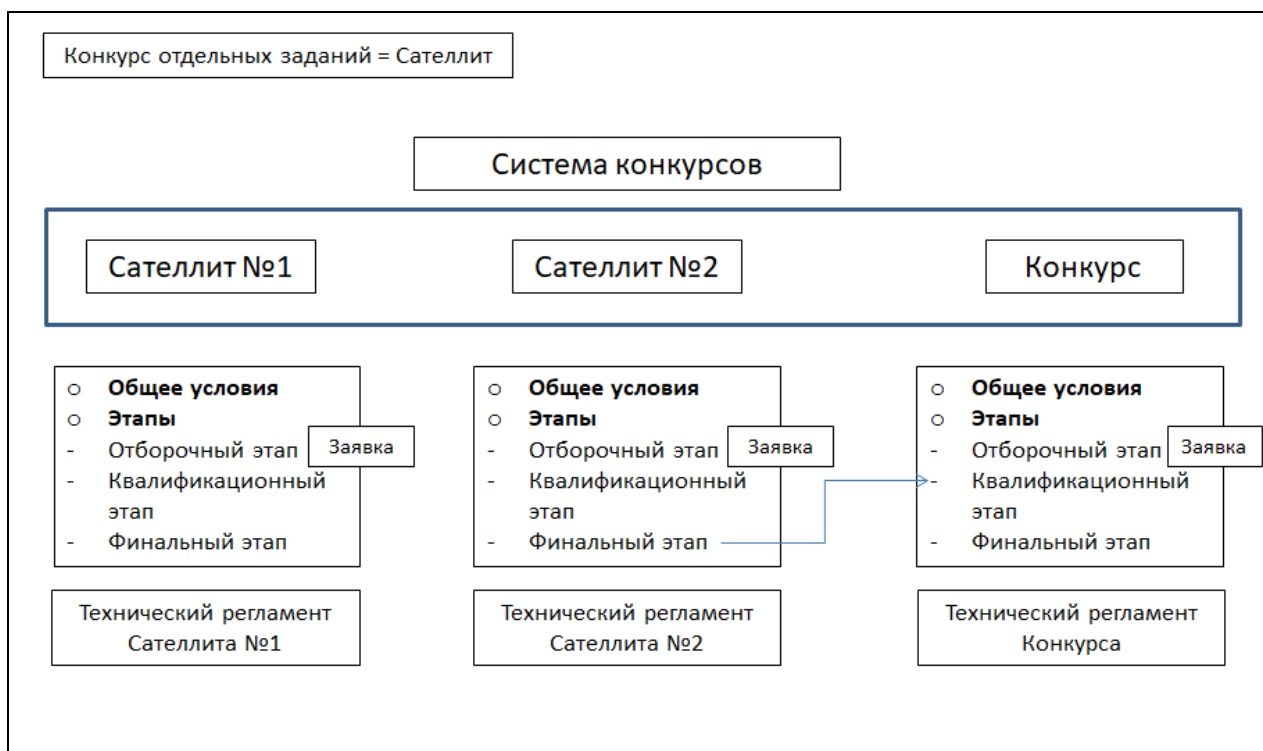 Конкурс отдельных заданий = Сателлит
Система конкурсов
Сателлит №1
Сателлит №2
Конкурс
o Общее условия
o Этапы
- Отборочный этап
Заявка
- Квалификационный
этап
- Финальный этап
o Общее условия
o Этапы
- Отборочный этап
Заявка
- Квалификационный
этап
- Финальный этап
o Общее условия
o Этапы
- Отборочный этап
Заявка
- Квалификационный
этап
- Финальный этап
Технический регламент
Сателлита №1
Технический регламент
Сателлита №2
Технический регламент
Конкурса